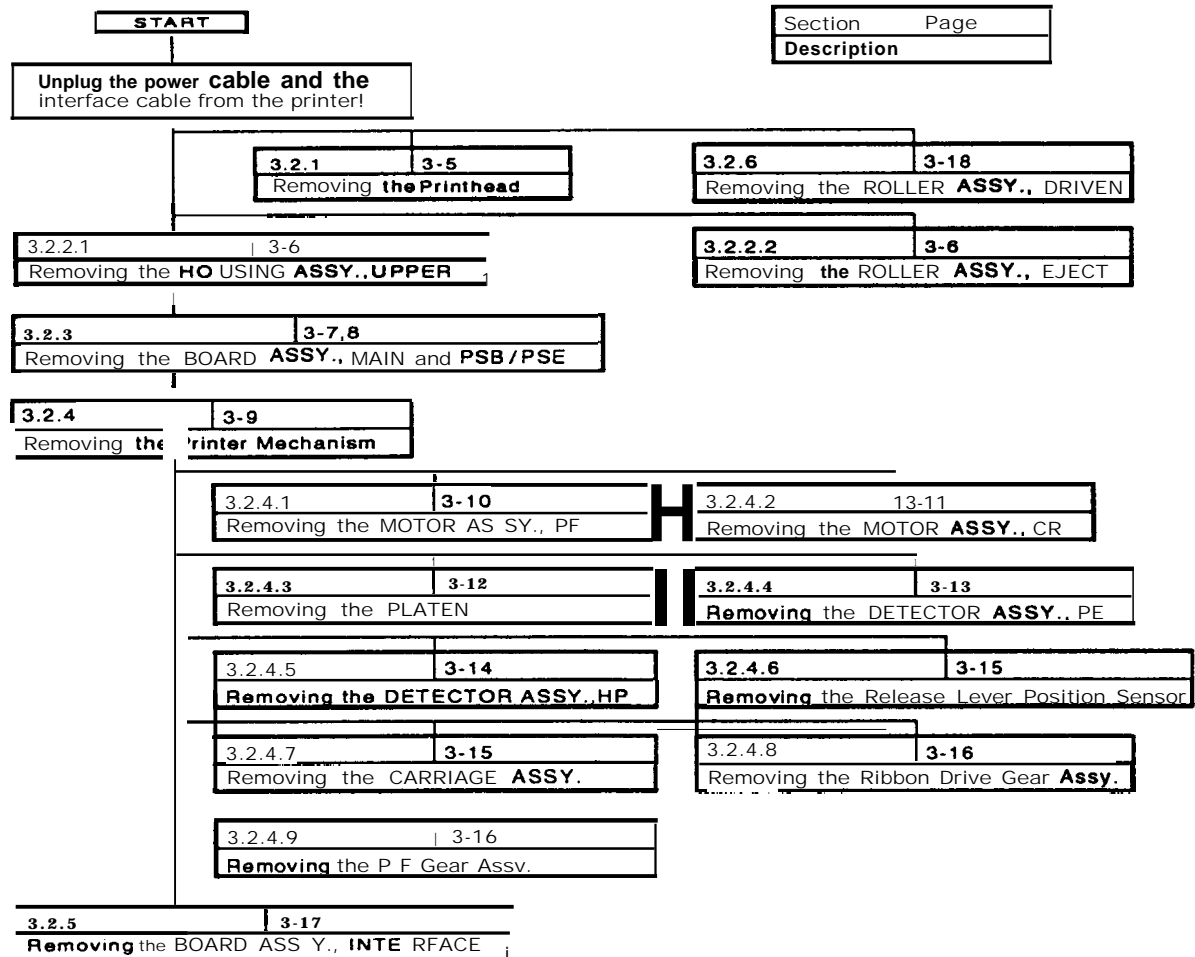 START
Section Page
Description
Unplug the power cable and the
interface cable from the printer!
3.2.1 3-5
Removing the Printhead
3.2.6 3-18
Removing the ROLLER ASSY., DRIVEN
3.2.2.1 3-6
Removing the HOUSING ASSY., UPPER
3.2.2.2 3-6
Removing the ROLLER ASSY., EJECT
3.2.3 3-7,8
Removing the BOARD ASSY., MAIN and PSB/PSE
3.2.4 3-9
Removing the rinter Mechanism
3.2.4.1 3-10
Removing the MOTOR AS SY., PF
3.2.4.2 13-11
Removing the MOTOR ASSY., CR
3.2.4.3 3-12
Removing the PLATEN
3.2.4.4 3-13
Removing the DETECTOR ASSY., PE
3.2.4.5 3-14
Removing the DETECTOR ASSY.,HP
3.2.4.6 3-15
Removing the Release Lever Position Sensor
3.2.4.7 3-15
Removing the CARRIAGE ASSY.
3.2.4.8 3-16
Removing the Ribbon Drive Gear Assy.
3.2.4.9 3-16
Removing the P F Gear Assv.
3.2.5 3-17
Removing the BOARD ASS Y., INTE RFACE